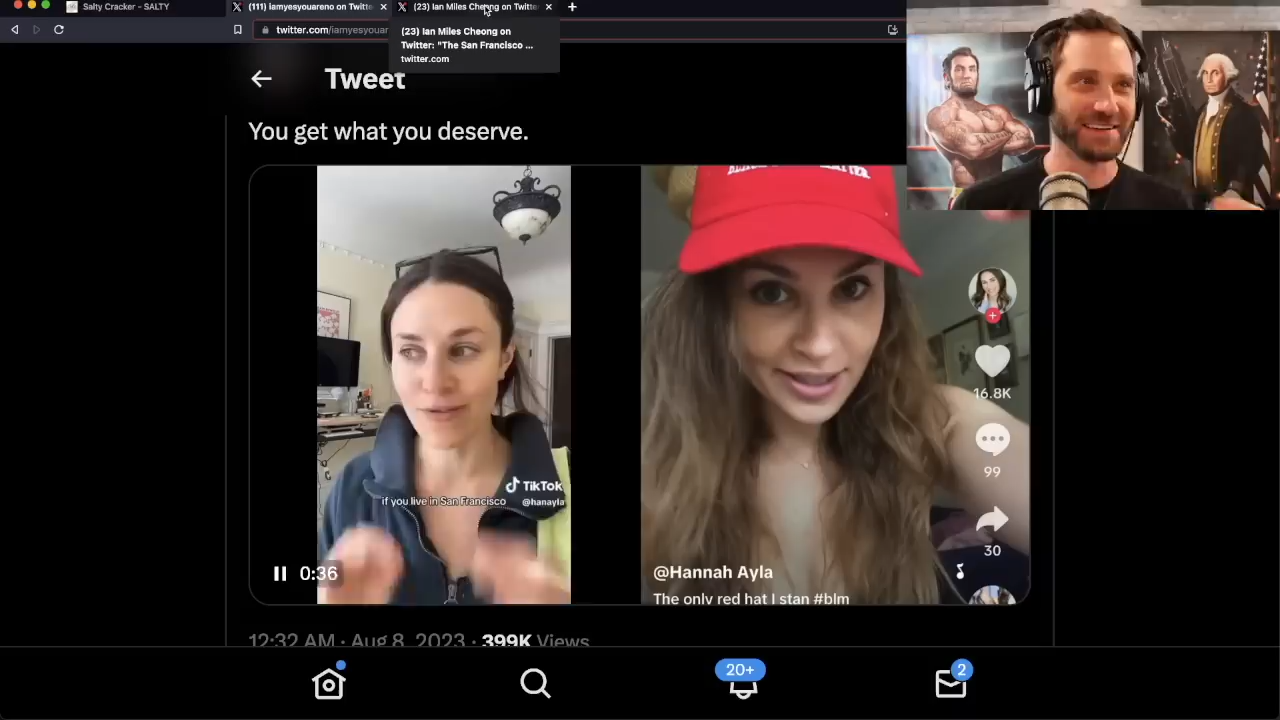 Salty Cracker - SALTY
(111) iamyesyouareno on Twitte
(23) Ian Miles Cheong on Twitte
twitter.com/iamyesyouar
(23) Ian Miles Cheong on
Twitter: "The San Francisco ...
twitter.com
Tweet
You get what you deserve.
if you live in San Francisco
TikTok
@hanayla
0:36
16.8K
99
30
@Hannah Ayla
The only red hat I stan #blm
12:32 AM · Aug 8, 2023 · 399K Views
20+
2